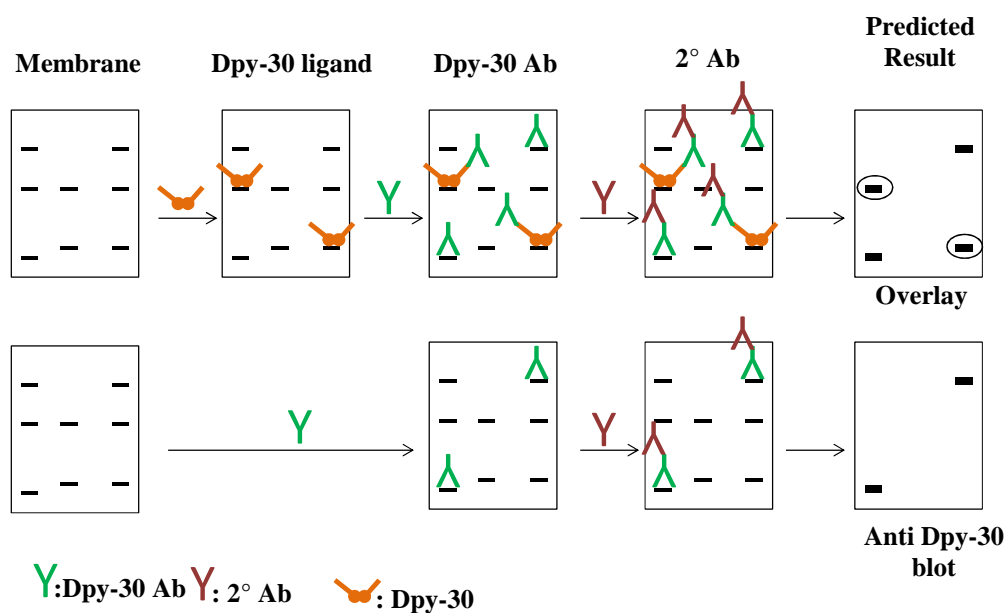 Membrane
Dpy-30 ligand
Dpy-30 Ab
2° Ab
Predicted
Result
Overlay
Anti Dpy-30
blot
:Dpy-30 Ab
: 2° Ab
: Dpy-30